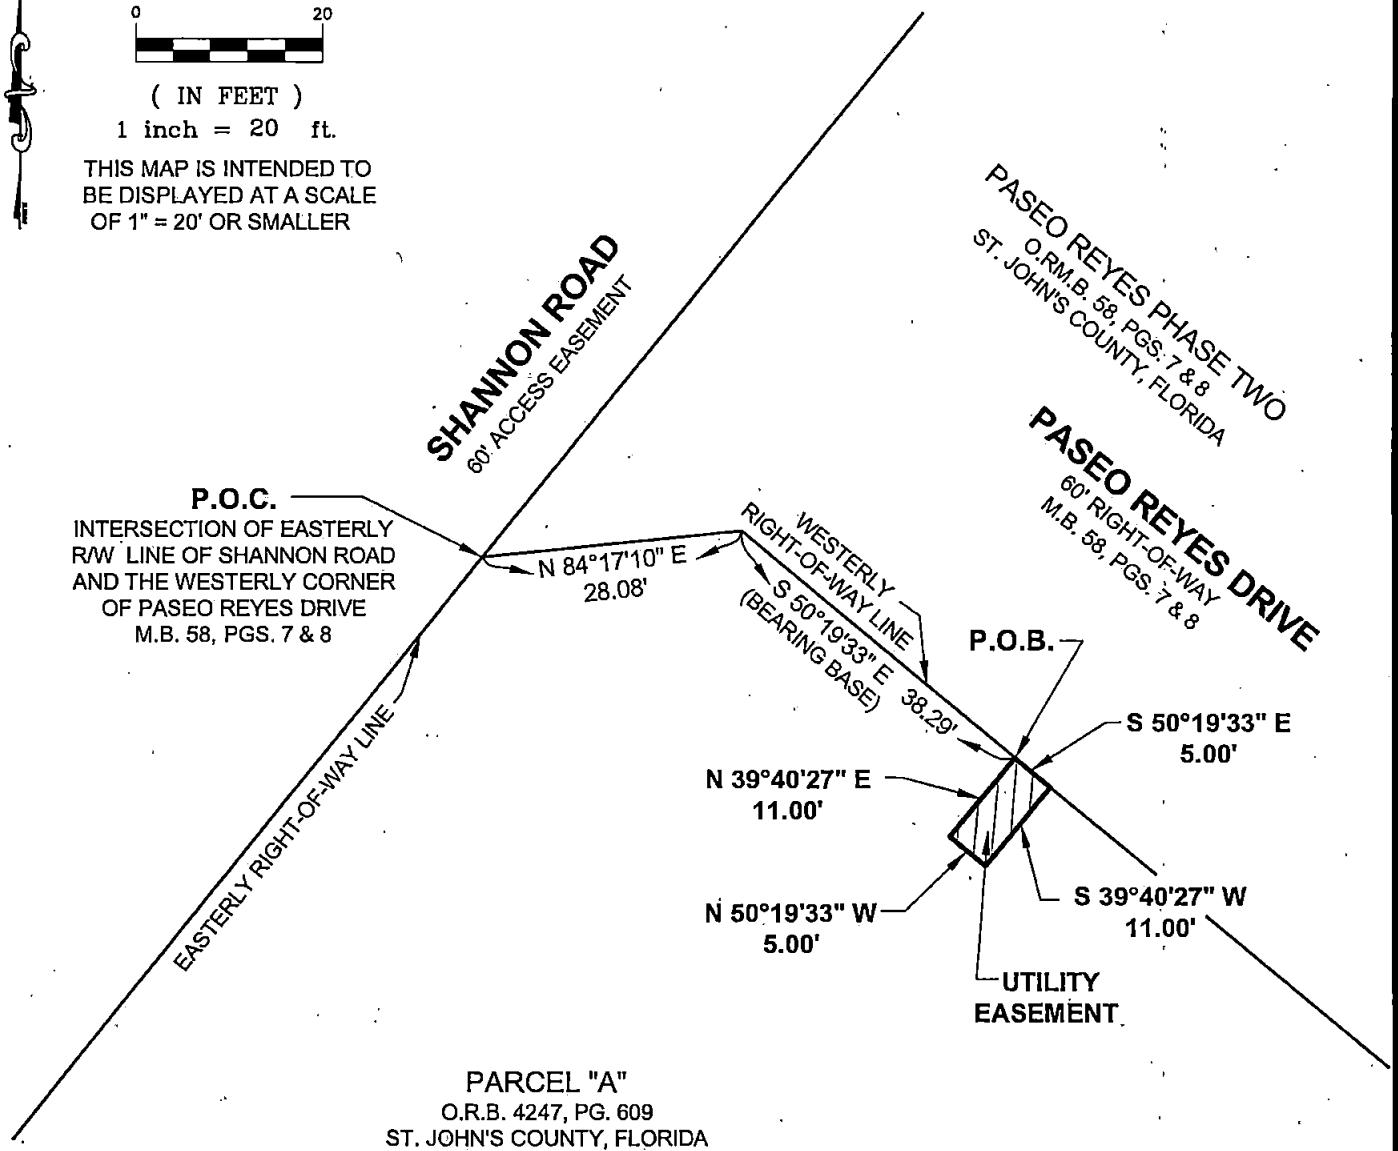 0 20
( IN FEET )
1 inch = 20 ft.
THIS MAP IS INTENDED TO
BE DISPLAYED AT A SCALE
OF 1" = 20' OR SMALLER
SHANNON ROAD
60' ACCESS EASEMENT
PASEO REYES PHASE TWO
O.RM.B. 58, PGS. 7 & 8
ST. JOHN'S COUNTY, FLORIDA
PASEO REYES DRIVE
60' RIGHT-OF-WAY
M.B. 58, PGS. 7 & 8
P.O.C.
INTERSECTION OF EASTERLY
R/W LINE OF SHANNON ROAD
AND THE WESTERLY CORNER
OF PASEO REYES DRIVE
M.B. 58, PGS. 7 & 8
N 84°17'10" E
28.08'
WESTERLY
RIGHT-OF-WAY LINE
S 50°19'33" E 38.29'
(BEARING BASE)
P.O.B.
S 50°19'33" E
5.00'
N 39°40'27" E
11.00'
N 50°19'33" W
5.00'
S 39°40'27" W
11.00'
UTILITY
EASEMENT
EASTERLY RIGHT-OF-WAY LINE
PARCEL "A"
O.R.B. 4247, PG. 609
ST. JOHN'S COUNTY, FLORIDA